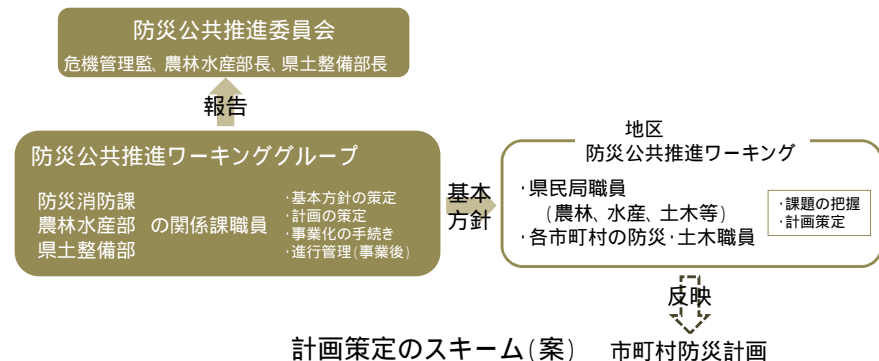 防災公共推進委員会
危機管理監、農林水産部長、県土整備部長
報告
防災公共推進ワーキンググループ
防災消防課
農林水産部 の関係課職員
県土整備部
・基本方針の策定
・計画の策定
・事業化の手続き
・進行管理(事業後)
基本
方針
地区
防災公共推進ワーキング
・県民局職員
(農林、水産、土木等)
・各市町村の防災・土木職員
・課題の把握
・計画策定
反映
計画策定のスキーム(案) 市町村防災計画